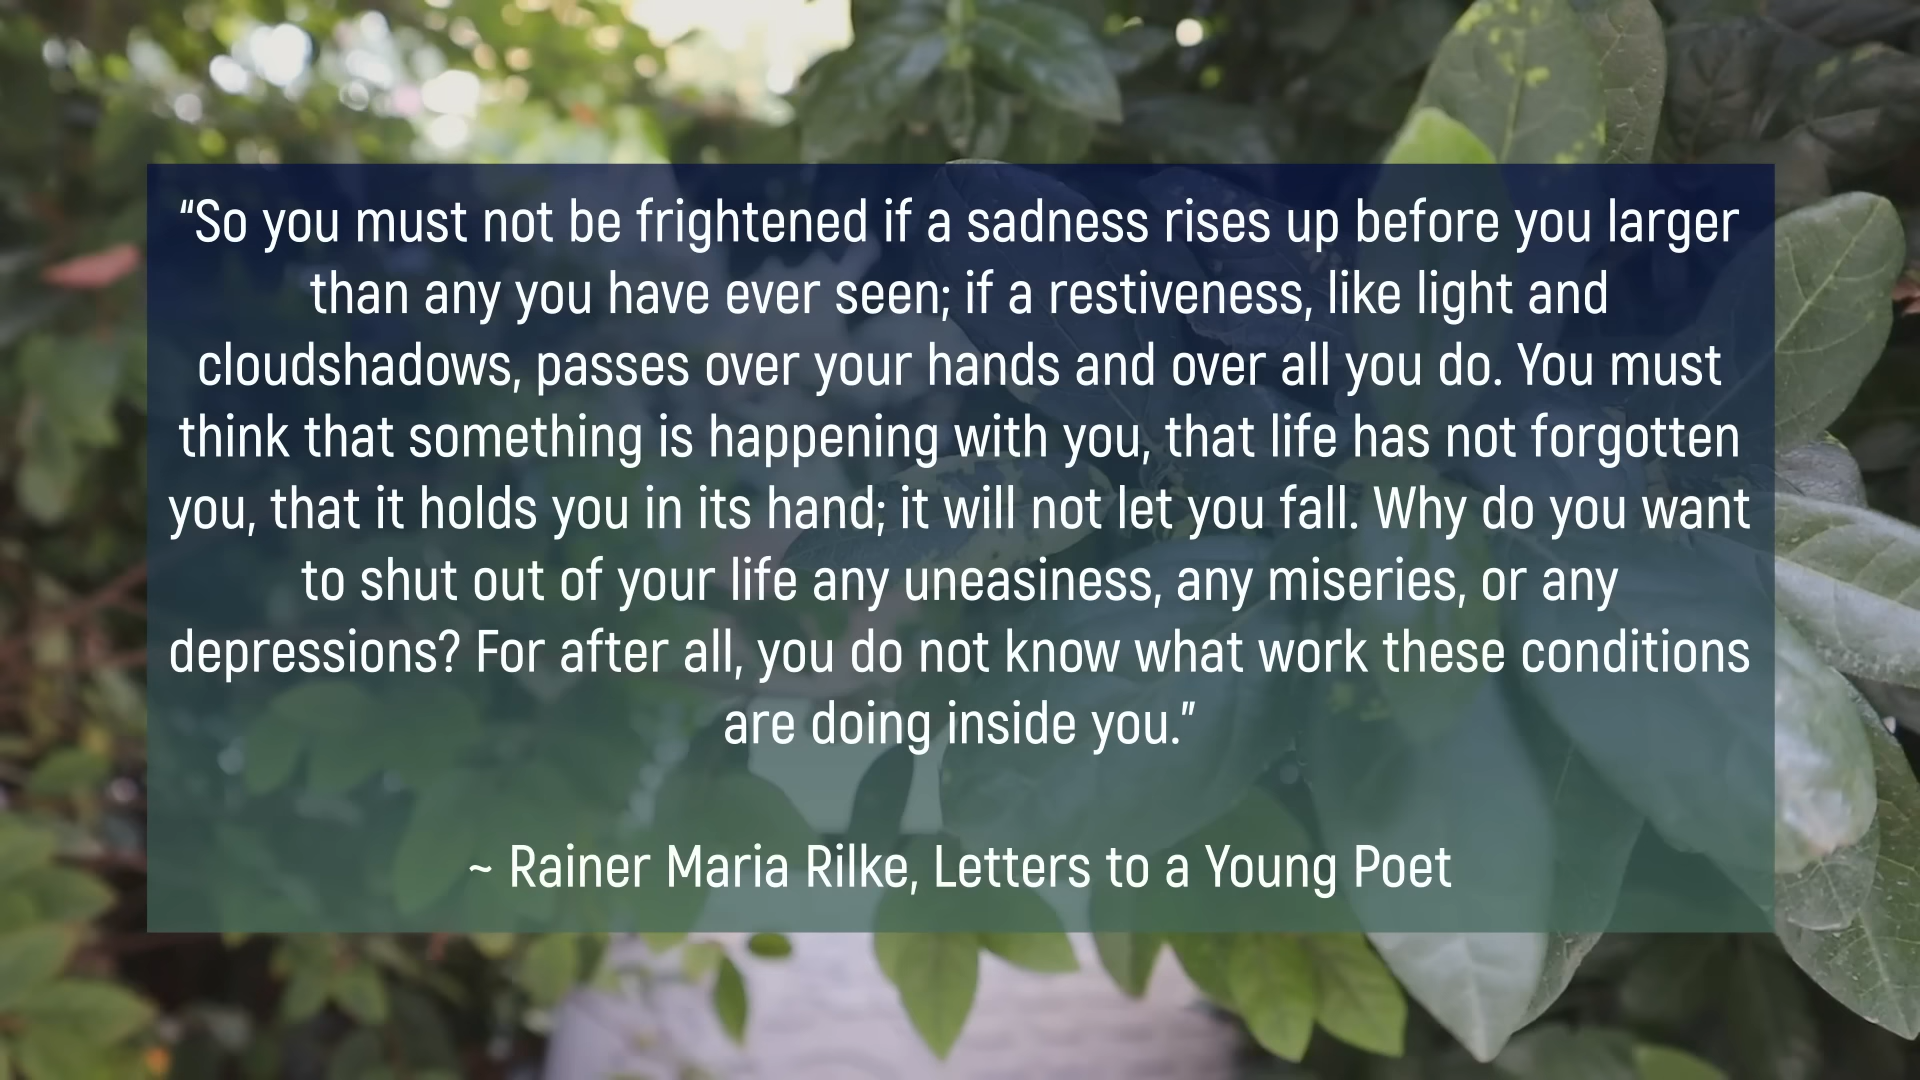 “So you must not be frightened if a sadness rises up before you larger
than any you have ever seen; if a restiveness, like light and
cloudshadows, passes over your hands and over all you do. You must
think that something is happening with you, that life has not forgotten
you, that it holds you in its hand; it will not let you fall. Why do you want
to shut out of your life any uneasiness, any miseries, or any
depressions? For after all, you do not know what work these conditions
are doing inside you.”
~ Rainer Maria Rilke, Letters to a Young Poet